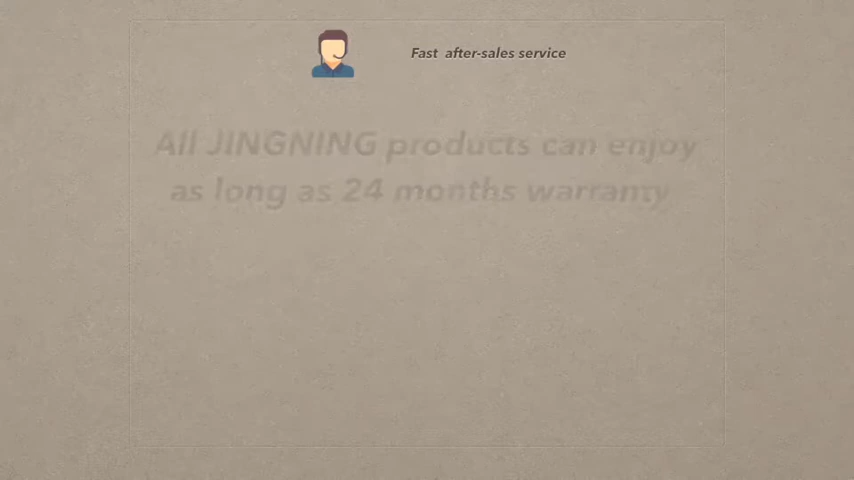 Fast after-sales service
All JINGNING products can enjoy
as long as 24 months warranty